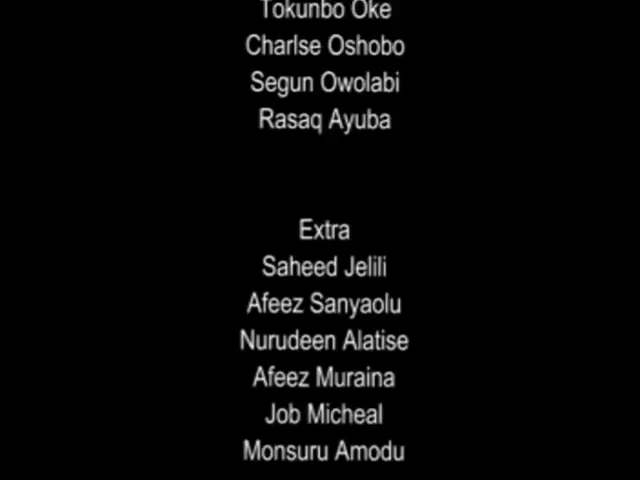 Tokunbo Oke
Charlse Oshobo
Segun Owolabi
Rasaq Ayuba
Extra
Saheed Jelili
Afeez Sanyaolu
Nurudeen Alatise
Afeez Muraina
Job Micheal
Monsuru Amodu